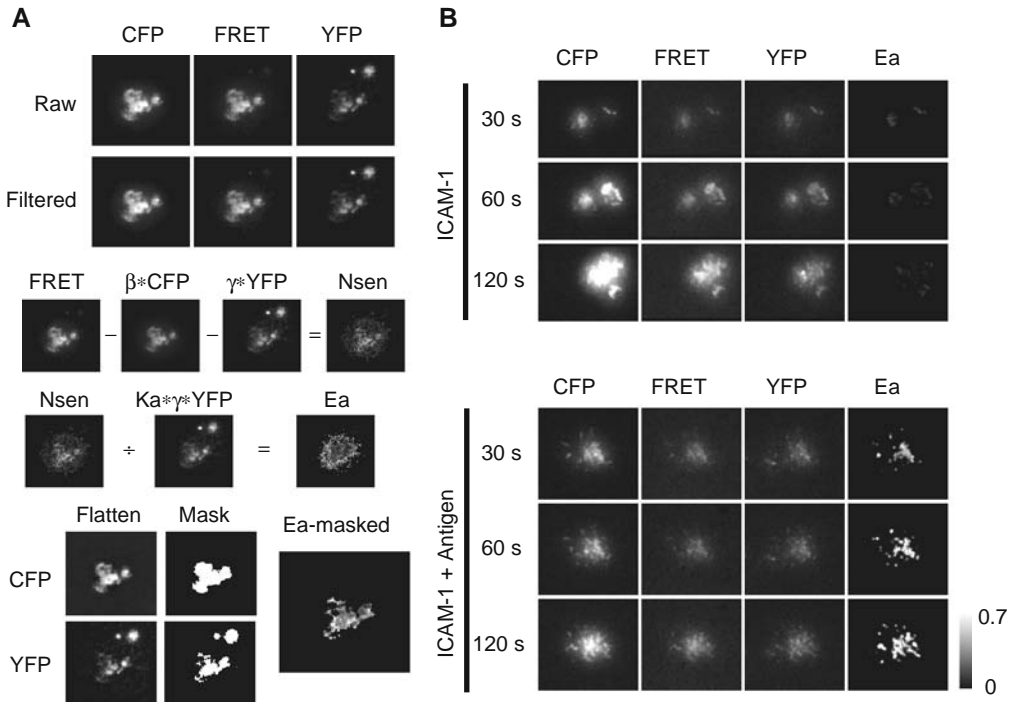 A
CFP FRET YFP
Raw
Filtered
FRET β*CFP γ*YFP Nsen
− − =
Nsen Ka*γ*YFP Ea
÷ =
Flatten Mask Ea-masked
CFP
YFP
B
CFP FRET YFP Ea
ICAM-1
30 s
60 s
120 s
CFP FRET YFP Ea
ICAM-1 + Antigen
30 s
60 s
120 s
0.7
0